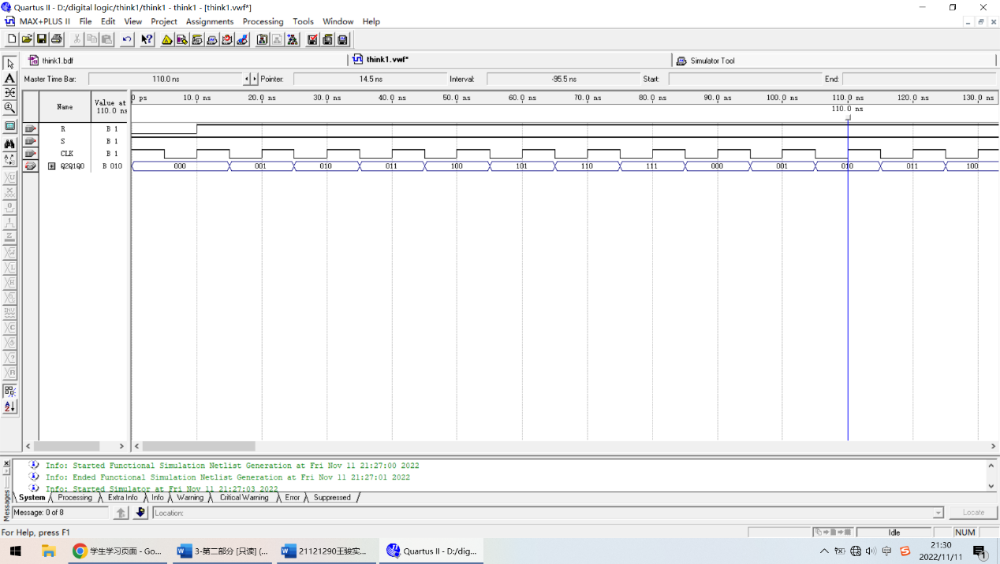 Quartus II - D:/digital logic/think1/think1 - think1 - [think1.vwf*]
MAX+PLUS II File Edit View Project Assignments Processing Tools Window Help
think1.bdf think1.vwf* Simulator Tool
Master Time Bar: 110.0 ns Pointer: 14.5 ns Interval: -95.5 ns Start: End:
Name Value at 110.0 ns
0 ps 10.0 ns 20.0 ns 30.0 ns 40.0 ns 50.0 ns 60.0 ns 70.0 ns 80.0 ns 90.0 ns 100.0 ns 110.0 ns 120.0 ns 130.0 ns
110.0 ns
R B 1
S B 1
CLK B 1
Q2Q1Q0 B 010 000 001 010 011 100 101 110 111 000 001 010 011 100
Info: Started Functional Simulation Netlist Generation at Fri Nov 11 21:27:00 2022
Info: Ended Functional Simulation Netlist Generation at Fri Nov 11 21:27:01 2022
Info: Started Simulator at Fri Nov 11 21:27:03 2022
System Processing Extra Info Info Warning Critical Warning Error Suppressed
Messages
Message: 0 of 8 Location: Locate
For Help, press F1 Idle NUM
学生学习页面 - Go... 3-第二部分 [只读] (... 21121290王骏实... Quartus II - D:/dig... 中 21:30
2022/11/11 1